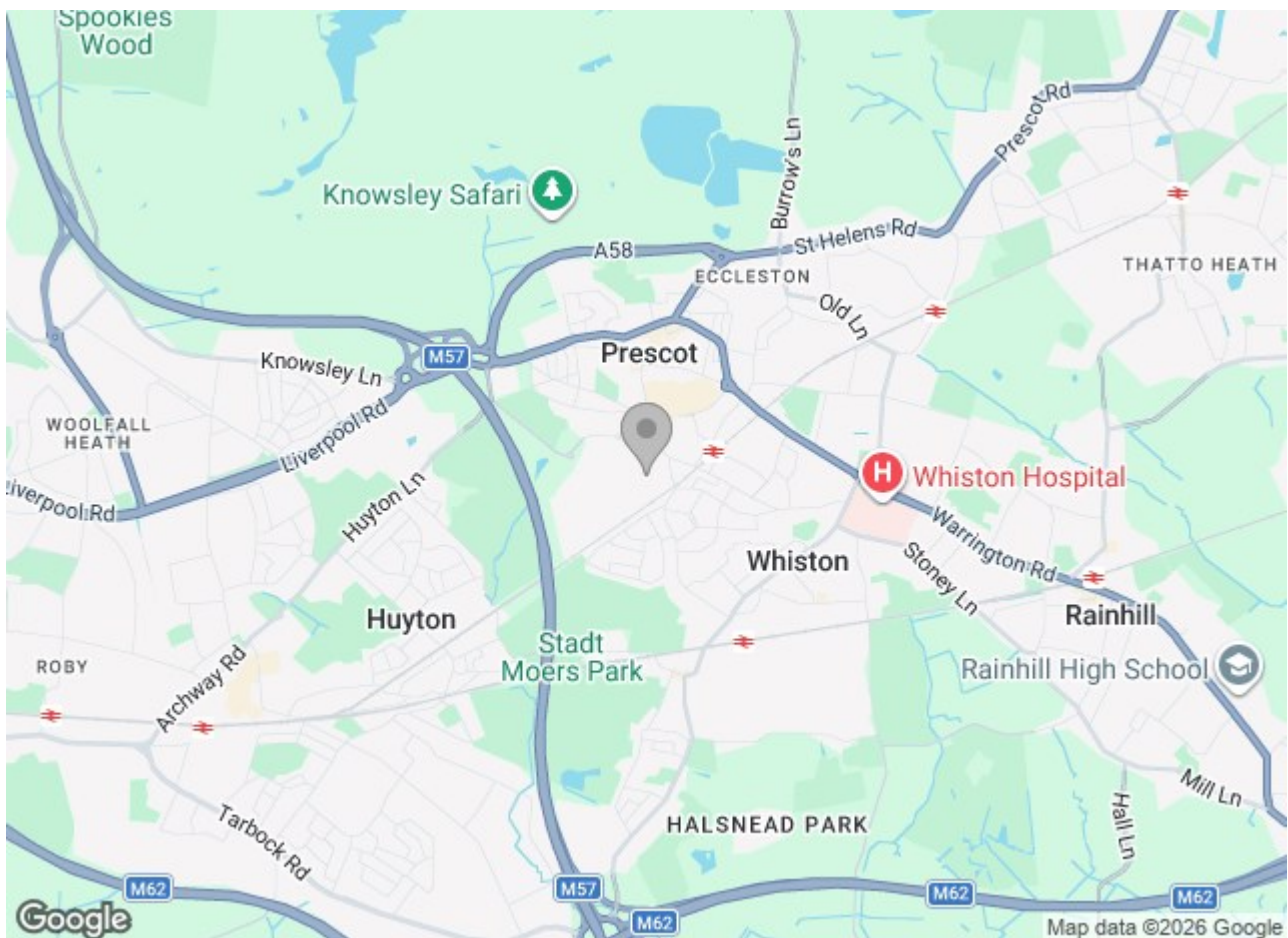 Spookies
Wood
Prescot Rd
Burrow's Ln
Knowsley Safari
St Helens Rd
A58
ECCLESTON
THATTO HEATH
Old Ln
Prescot
M57
Knowsley Ln
WOOLFALL
HEATH
Liverpool Rd
Liverpool Rd
Huyton Ln
H
Whiston Hospital
Warrington Rd
Whiston
Stoney Ln
Huyton
Rainhill
Stadt
Moers Park
ROBY
Archway Rd
Rainhill High School
Mill Ln
Hall Ln
Tarbock Rd
HALSNEAD PARK
M62
M57
M62
M62
M62
Google
Map data ©2026 Google